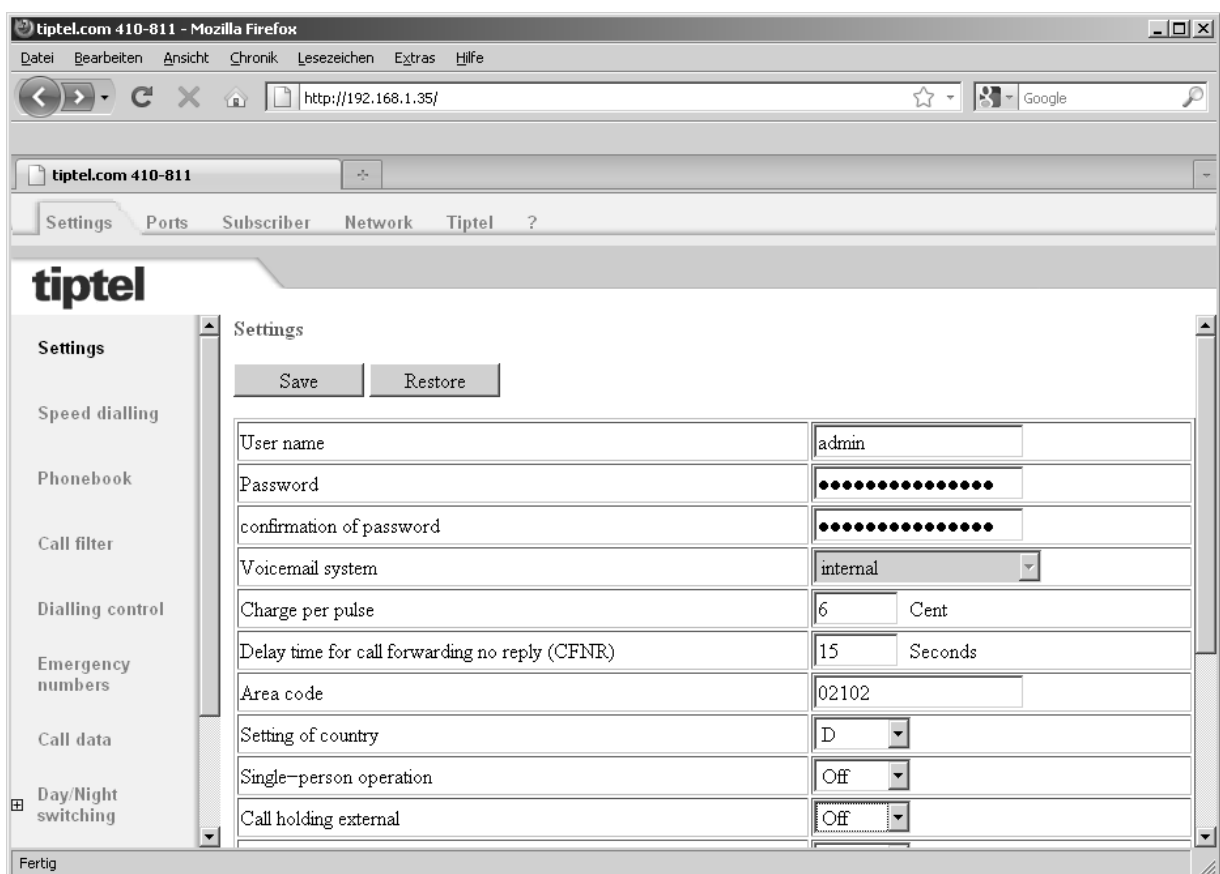 tiptel.com 410-811 - Mozilla Firefox
Datei Bearbeiten Ansicht Chronik Lesezeichen Extras Hilfe
http://192.168.1.35/
Google
tiptel.com 410-811
Settings Ports Subscriber Network Tiptel ?
tiptel
Settings
Speed dialling
Phonebook
Call filter
Dialling control
Emergency
numbers
Call data
Day/Night
switching
Settings
Save Restore
User name admin
Password ●●●●●●●●●●●●●●●
confirmation of password ●●●●●●●●●●●●●●●
Voicemail system internal
Charge per pulse 6 Cent
Delay time for call forwarding no reply (CFNR) 15 Seconds
Area code 02102
Setting of country D
Single-person operation Off
Call holding external Off
Fertig